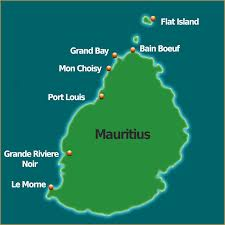 Flat Island
Grand Bay
Bain Boeuf
Mon Choisy
Port Louis
Mauritius
Grande Riviere
Noir
Le Morne